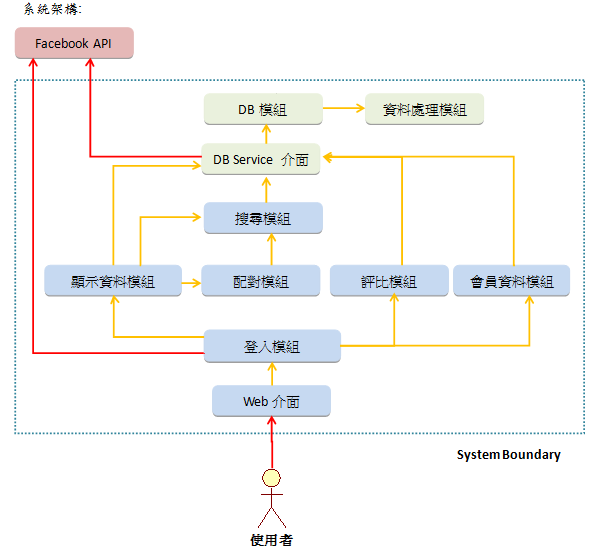 系統架構:
Facebook API
DB 模組
資料處理模組
DB Service 介面
搜尋模組
顯示資料模組
配對模組
評比模組
會員資料模組
登入模組
Web 介面
System Boundary
使用者